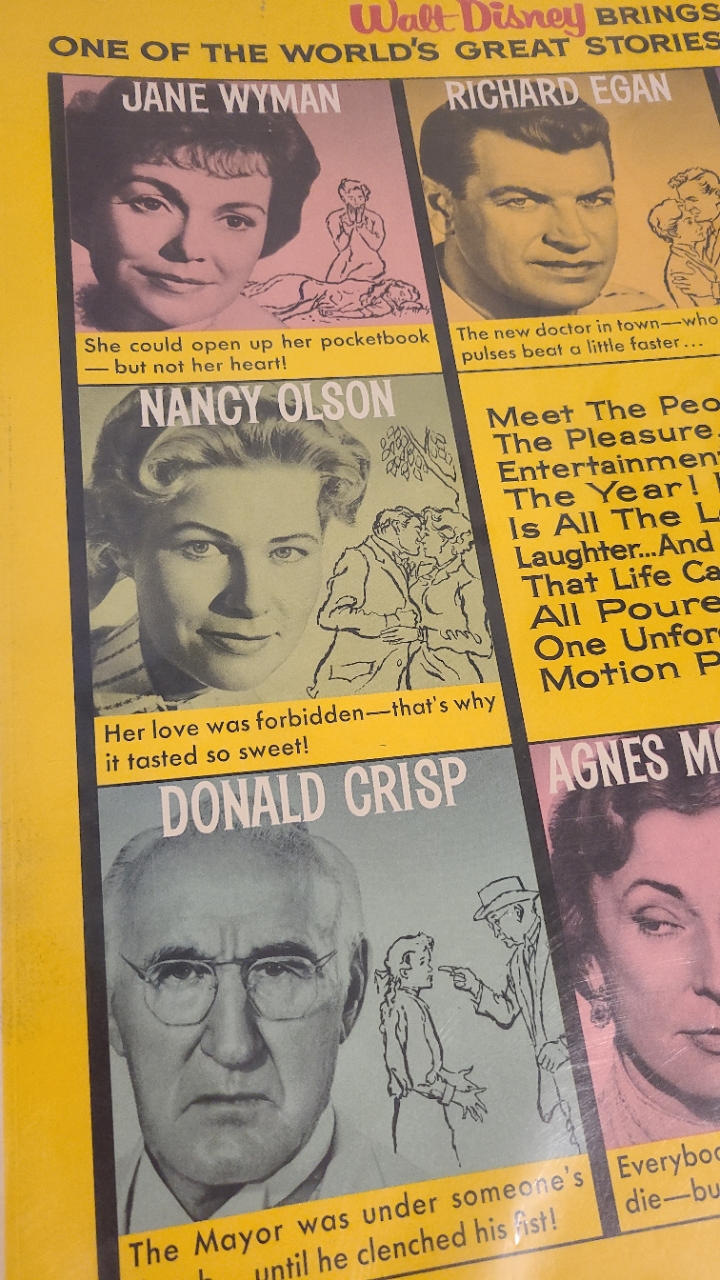 Walt Disney BRINGS
ONE OF THE WORLD'S GREAT STORIES
JANE WYMAN
She could open up her pocketbook
— but not her heart!
RICHARD EGAN
The new doctor in town—who
pulses beat a little faster...
NANCY OLSON
Her love was forbidden—that's why
it tasted so sweet!
Meet The Peo
The Pleasure
Entertainmen
The Year!
Is All The L
Laughter...And
That Life Ca
All Poure
One Unfor
Motion P
DONALD CRISP
The Mayor was under someone's
until he clenched his fist!
AGNES MO
Everybod
die—bu